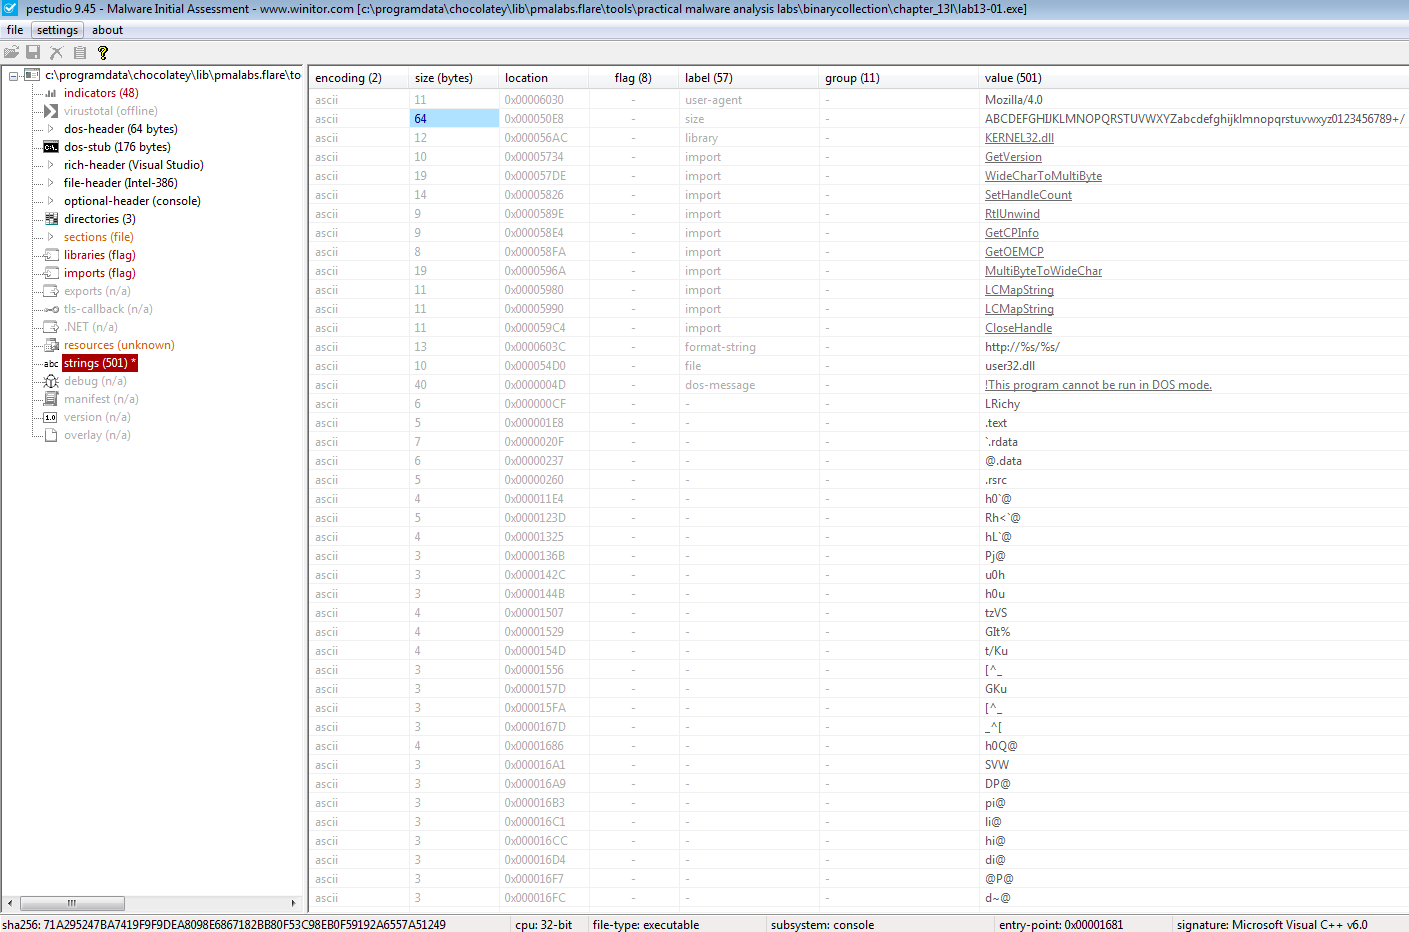 pestudio 9.45 - Malware Initial Assessment - www.winitor.com [c:\programdata\chocolatey\lib\pmalabs.flare\tools\practical malware analysis labs\binarycollection\chapter_13l\lab13-01.exe]
file settings about
c:\programdata\chocolatey\lib\pmalabs.flare\to
indicators (48)
virustotal (offline)
dos-header (64 bytes)
dos-stub (176 bytes)
rich-header (Visual Studio)
file-header (Intel-386)
optional-header (console)
directories (3)
sections (file)
libraries (flag)
imports (flag)
exports (n/a)
tls-callback (n/a)
.NET (n/a)
resources (unknown)
abc strings (501) *
debug (n/a)
manifest (n/a)
1.0 version (n/a)
overlay (n/a)
encoding (2) size (bytes) location flag (8) label (57) group (11) value (501)
ascii 11 0x00006030 - user-agent - Mozilla/4.0
ascii 64 0x000050E8 - size - ABCDEFGHIJKLMNOPQRSTUVWXYZabcdefghijklmnopqrstuvwxyz0123456789+/
ascii 12 0x000056AC - library - KERNEL32.dll
ascii 10 0x00005734 - import - GetVersion
ascii 19 0x000057DE - import - WideCharToMultiByte
ascii 14 0x00005826 - import - SetHandleCount
ascii 9 0x0000589E - import - RtlUnwind
ascii 9 0x000058E4 - import - GetCPInfo
ascii 8 0x000058FA - import - GetOEMCP
ascii 19 0x0000596A - import - MultiByteToWideChar
ascii 11 0x00005980 - import - LCMapString
ascii 11 0x00005990 - import - LCMapString
ascii 11 0x000059C4 - import - CloseHandle
ascii 13 0x0000603C - format-string - http://%s/%s/
ascii 10 0x000054D0 - file - user32.dll
ascii 40 0x0000004D - dos-message - !This program cannot be run in DOS mode.
ascii 6 0x000000CF - - - LRichy
ascii 5 0x000001E8 - - - .text
ascii 7 0x0000020F - - - `.rdata
ascii 6 0x00000237 - - - @.data
ascii 5 0x00000260 - - - .rsrc
ascii 4 0x000011E4 - - - h0`@
ascii 5 0x0000123D - - - Rh<`@
ascii 4 0x00001325 - - - hL`@
ascii 3 0x0000136B - - - Pj@
ascii 3 0x0000142C - - - u0h
ascii 3 0x0000144B - - - h0u
ascii 4 0x00001507 - - - tzVS
ascii 4 0x00001529 - - - GIt%
ascii 4 0x0000154D - - - t/Ku
ascii 3 0x00001556 - - - [^_
ascii 3 0x0000157D - - - GKu
ascii 3 0x000015FA - - - [^_
ascii 3 0x0000167D - - - _^[
ascii 4 0x00001686 - - - h0Q@
ascii 3 0x000016A1 - - - SVW
ascii 3 0x000016A9 - - - DP@
ascii 3 0x000016B3 - - - pi@
ascii 3 0x000016C1 - - - li@
ascii 3 0x000016CC - - - hi@
ascii 3 0x000016D4 - - - di@
ascii 3 0x000016F7 - - - @P@
ascii 3 0x000016FC - - - d~@
sha256: 71A295247BA7419F9F9DEA8098E6867182BB80F53C98EB0F59192A6557A51249 cpu: 32-bit file-type: executable subsystem: console entry-point: 0x00001681 signature: Microsoft Visual C++ v6.0